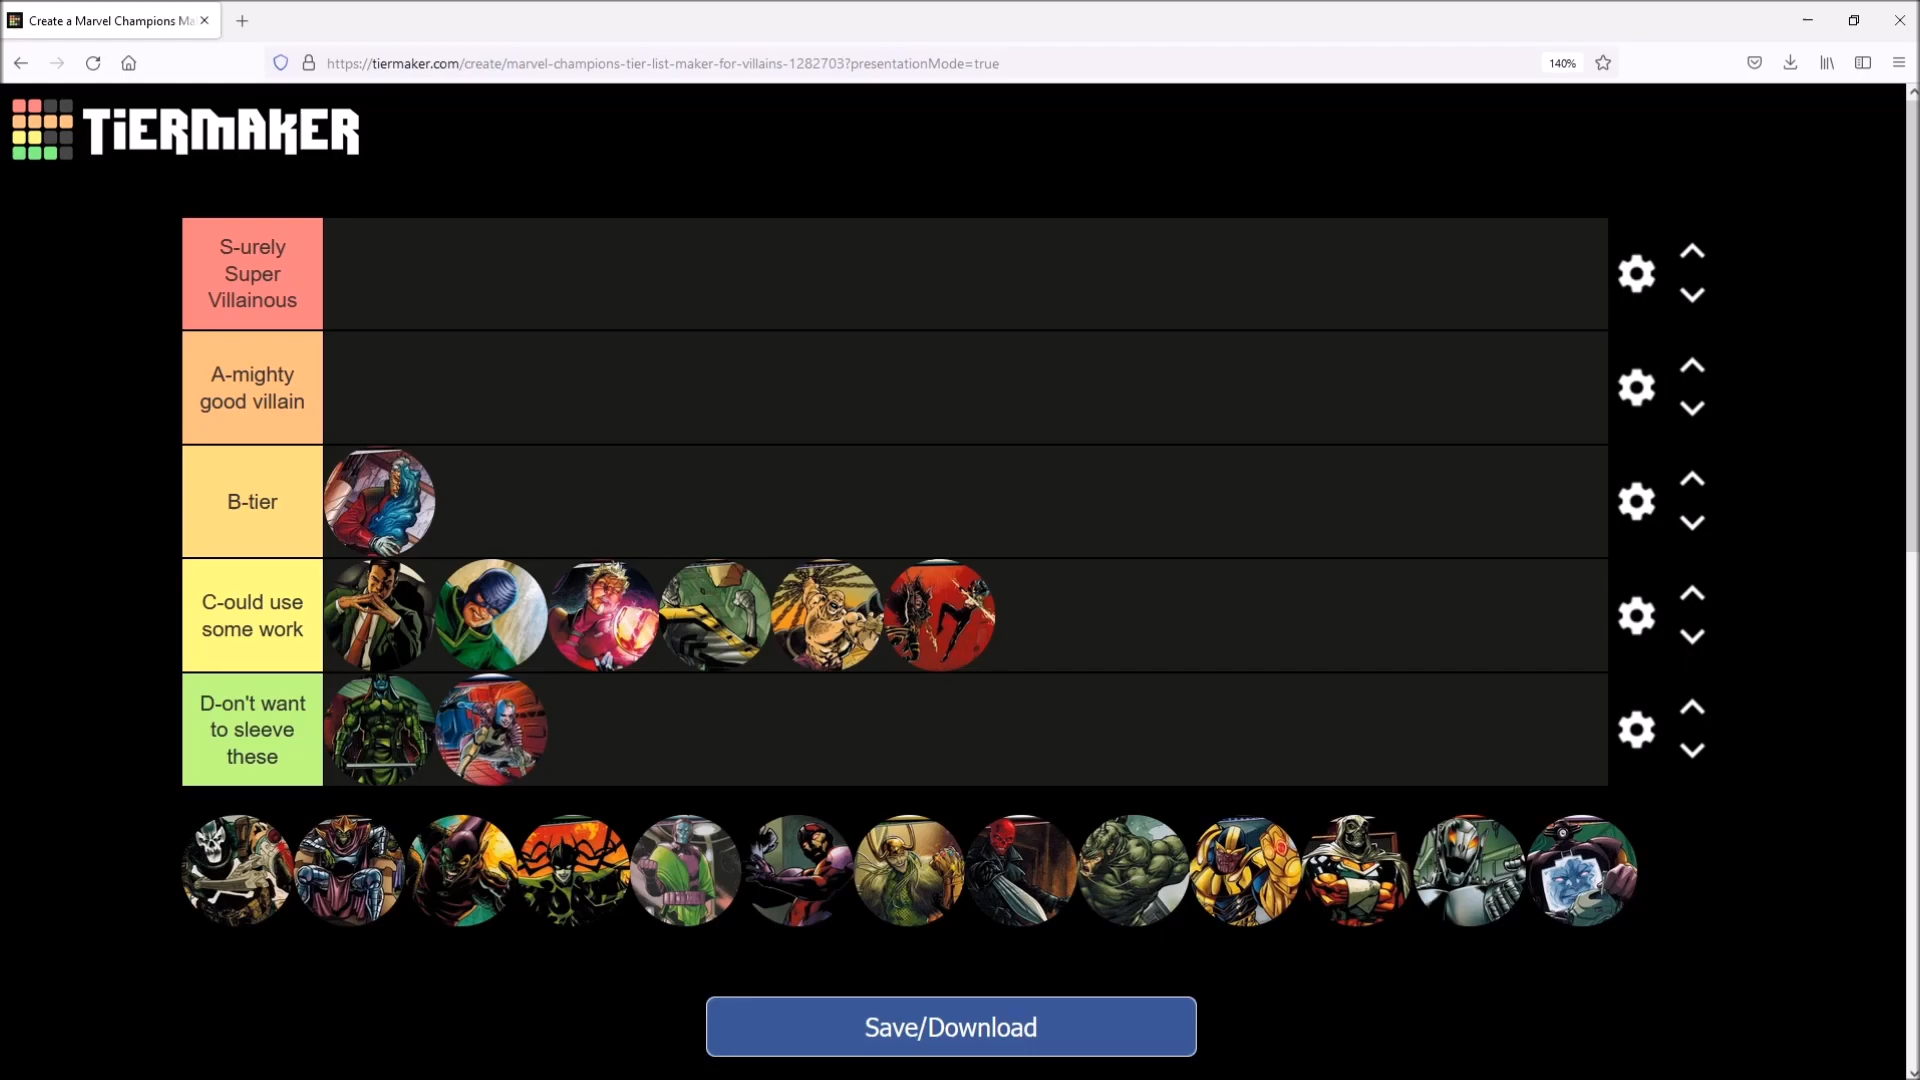 Create a Marvel Champions Ma
https://tiermaker.com/create/marvel-champions-tier-list-maker-for-villains-1282703?presentationMode=true
140%
TiERMAKER
S-urely
Super
Villainous
A-mighty
good villain
B-tier
C-ould use
some work
D-on't want
to sleeve
these
Save/Download